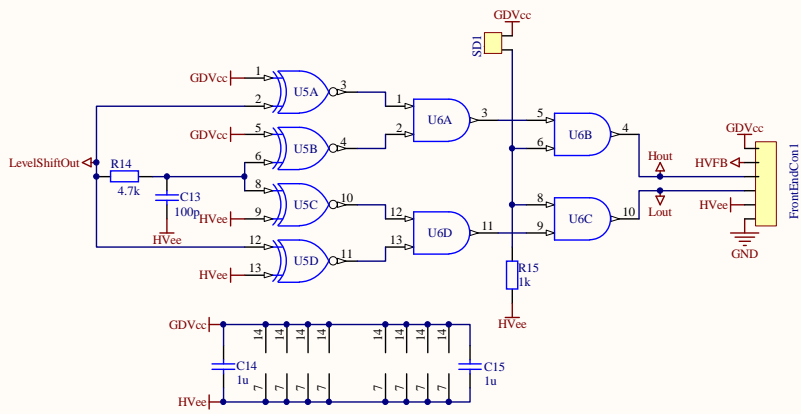 GDVcc
SD1
GDVcc 1 U5A 3
2
1 U6A 3
2
5 U6B 4
6
GDVcc 5 U5B 4
6
LevelShiftOut
R14
4.7k
C13
100p
HVee
8 U5C 10
HVee 9
12 U6D 11
13
12 U5D 11
HVee 13
8 U6C 10
9
R15
1k
HVee
GDVcc
Hout
HVFB
Lout
HVee
GND
FrontEndCon1
GDVcc
14 14 14 14 14 14 14 14
C14
1u
C15
1u
7 7 7 7 7 7 7 7
HVee